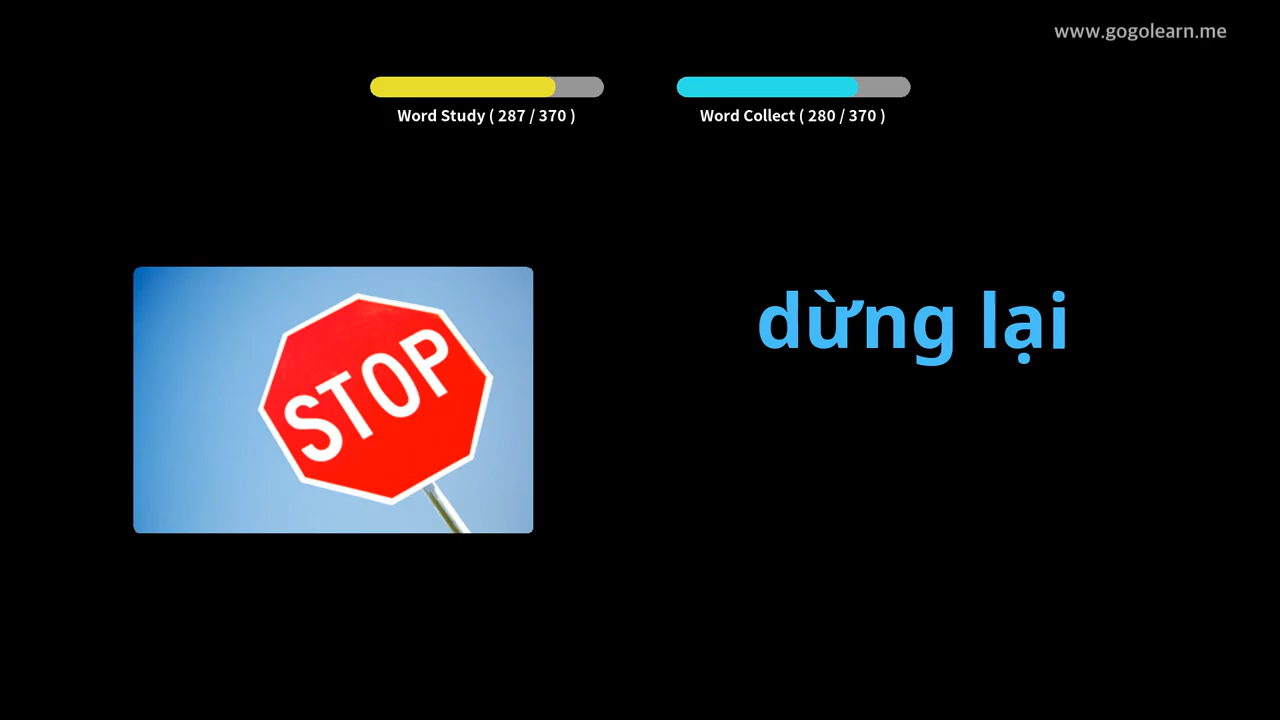 www.gogolearn.me
Word Study ( 287 / 370 )
Word Collect ( 280 / 370 )
dừng lại
STOP